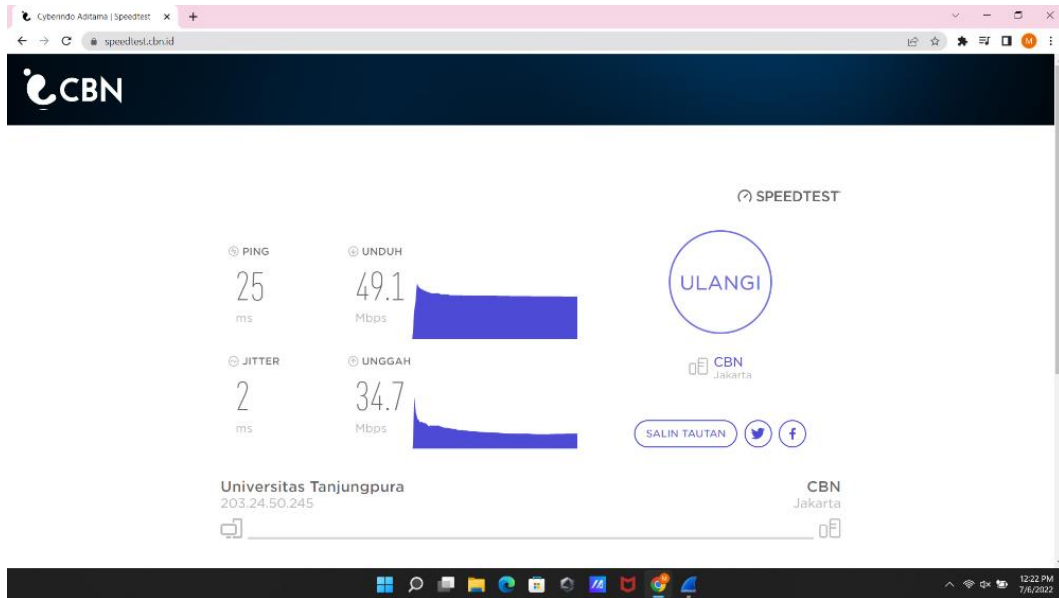 Cyberindo Aditama | Speedtest
speedtest.cbn.id
M
CBN
SPEEDTEST
PING
25
ms
UNDUH
49.1
Mbps
ULANGI
JITTER
2
ms
UNGGAH
34.7
Mbps
CBN
Jakarta
SALIN TAUTAN
Universitas Tanjungpura
203.24.50.245
CBN
Jakarta
12:22 PM
7/6/2022